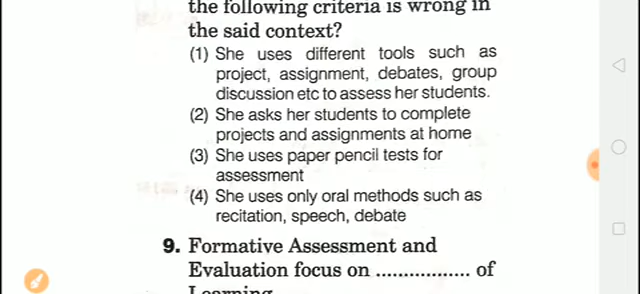 the following criteria is wrong in
the said context?
(1) She uses different tools such as
project, assignment, debates, group
discussion etc to assess her students.
(2) She asks her students to complete
projects and assignments at home
(3) She uses paper pencil tests for
assessment
(4) She uses only oral methods such as
recitation, speech, debate
9. Formative Assessment and
Evaluation focus on ................. of
Learning